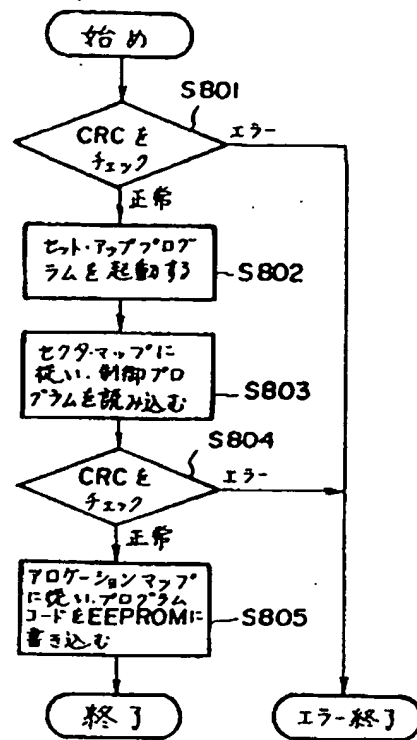 始め
S801
CRCを
チェック
エラー
正常
セット・アッププログ
ラムを起動する
S802
セクタ・マップに
従い、制御プロ
グラムを読み込む
S803
S804
CRCを
チェック
エラー
正常
アロケーションマップ
に従い、プログラム
コードをEEPROMに
書き込む
S805
終了
エラー終了